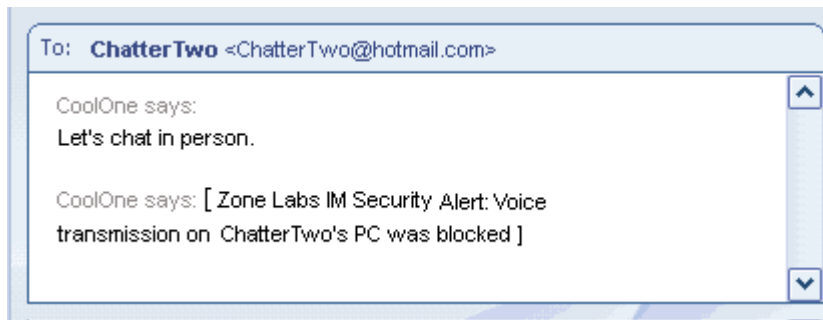 To: ChatterTwo <ChatterTwo@hotmail.com>
CoolOne says:
Let's chat in person.
CoolOne says: [ Zone Labs IM Security Alert: Voice
transmission on ChatterTwo's PC was blocked ]